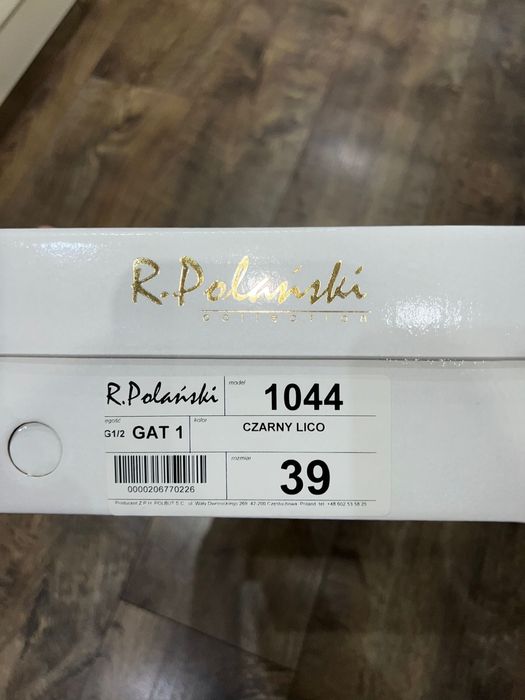 R.Polański
COLLECTION
R.Polański
model
1044
kolor
CZARNY LICO
G1/2 GAT 1
rozmiar
39
0000206770226